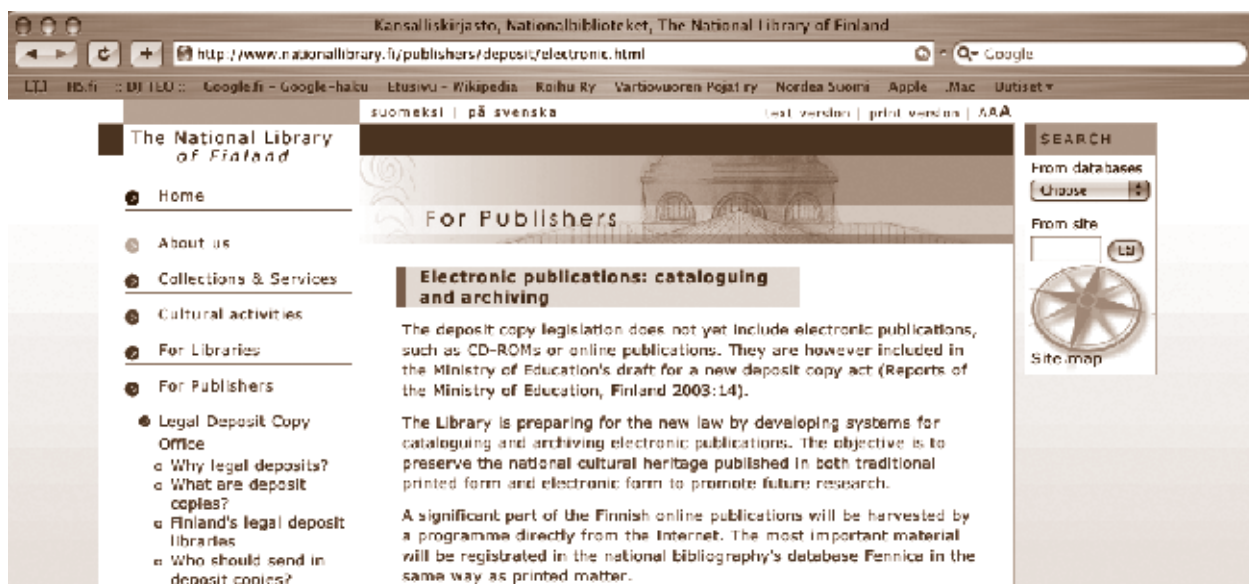 Kansalliskirjasto, Nationalbiblioteket, The National Library of Finland
http://www.nationallibrary.fi/publishers/deposit/electronic.html
Google
HS.fi :: DJ TEO :: Google.fi – Google-haku Etusivu – Wikipedia Roihu Ry Vartiovuoren Pojat ry Nordea Suomi Apple .Mac Uutiset
suomeksi | på svenska
text version | print version | AAA
The National Library
of Finland
Home
About us
Collections & Services
Cultural activities
For Libraries
For Publishers
Legal Deposit Copy
Office
Why legal deposits?
What are deposit
copies?
Finland's legal deposit
libraries
Who should send in
deposit copies?
For Publishers
Electronic publications: cataloguing
and archiving
The deposit copy legislation does not yet include electronic publications,
such as CD-ROMs or online publications. They are however included in
the Ministry of Education's draft for a new deposit copy act (Reports of
the Ministry of Education, Finland 2003:14).
The Library is preparing for the new law by developing systems for
cataloguing and archiving electronic publications. The objective is to
preserve the national cultural heritage published in both traditional
printed form and electronic form to promote future research.
A significant part of the Finnish online publications will be harvested by
a programme directly from the Internet. The most important material
will be registrated in the national bibliography's database Fennica in the
same way as printed matter.
SEARCH
From databases
Choose
From site
Site map